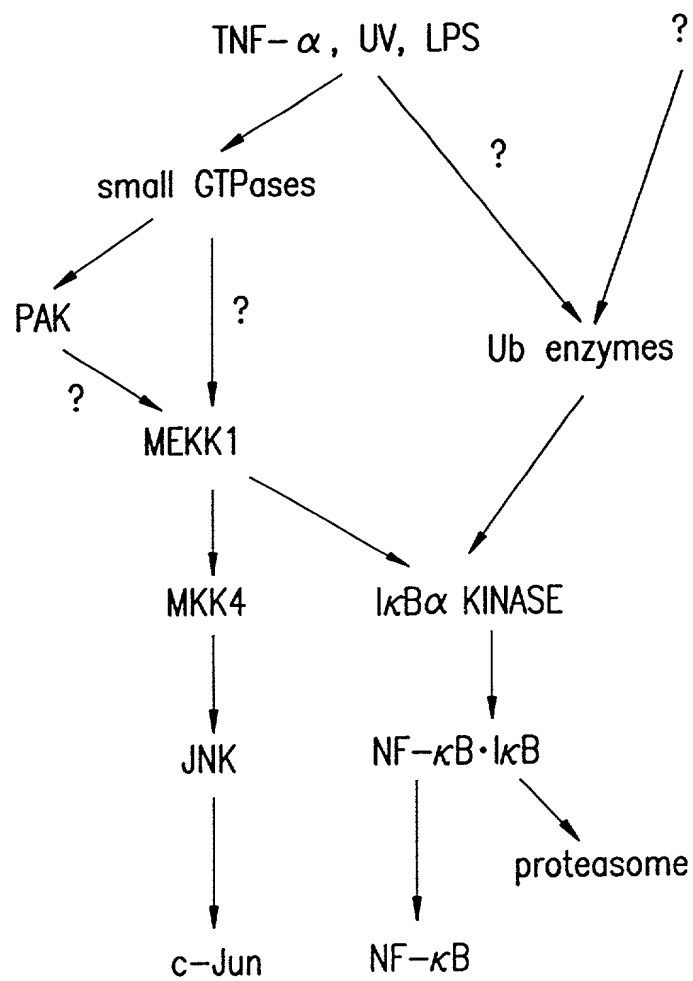 TNF-α, UV, LPS
?
?
small GTPases
PAK
?
Ub enzymes
?
MEKK1
MKK4
IκBα KINASE
JNK
NF-κB·IκB
proteasome
c-Jun
NF-κB